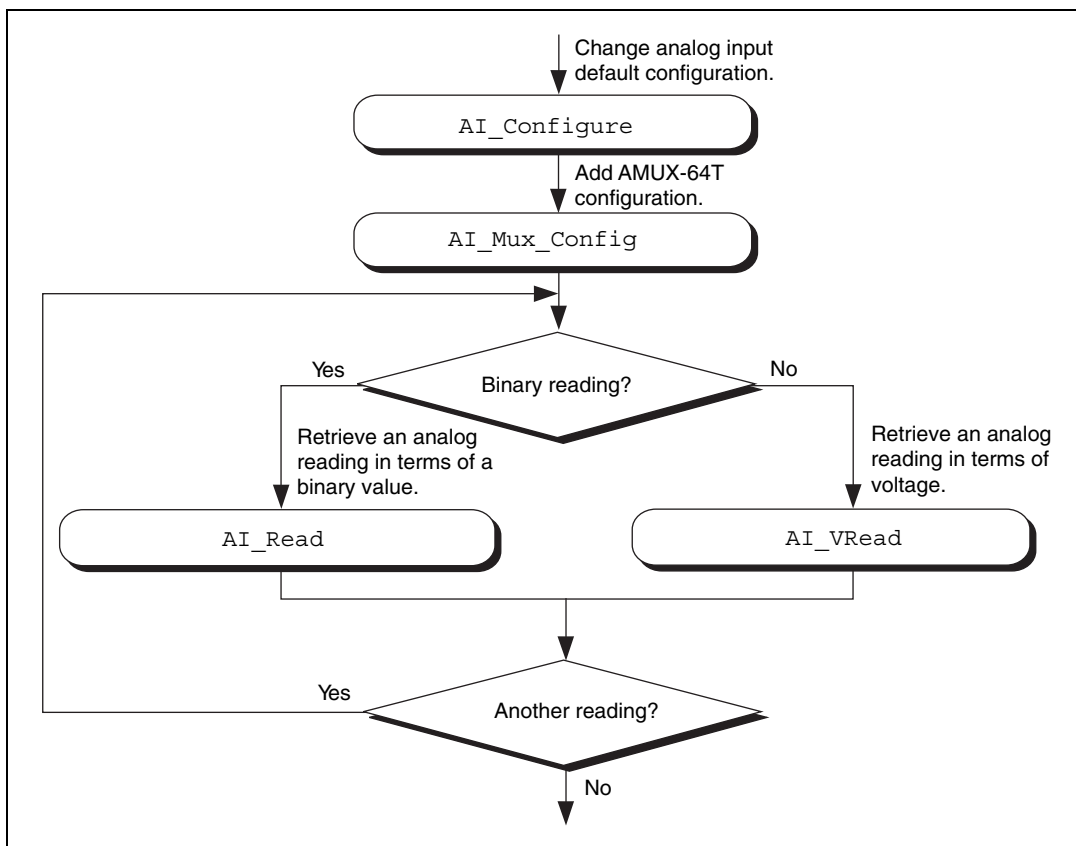 Change analog input
default configuration.
AI_Configure
Add AMUX-64T
configuration.
AI_Mux_Config
Yes
Binary reading?
No
Retrieve an analog
reading in terms of a
binary value.
Retrieve an analog
reading in terms of
voltage.
AI_Read
AI_VRead
Yes
Another reading?
No